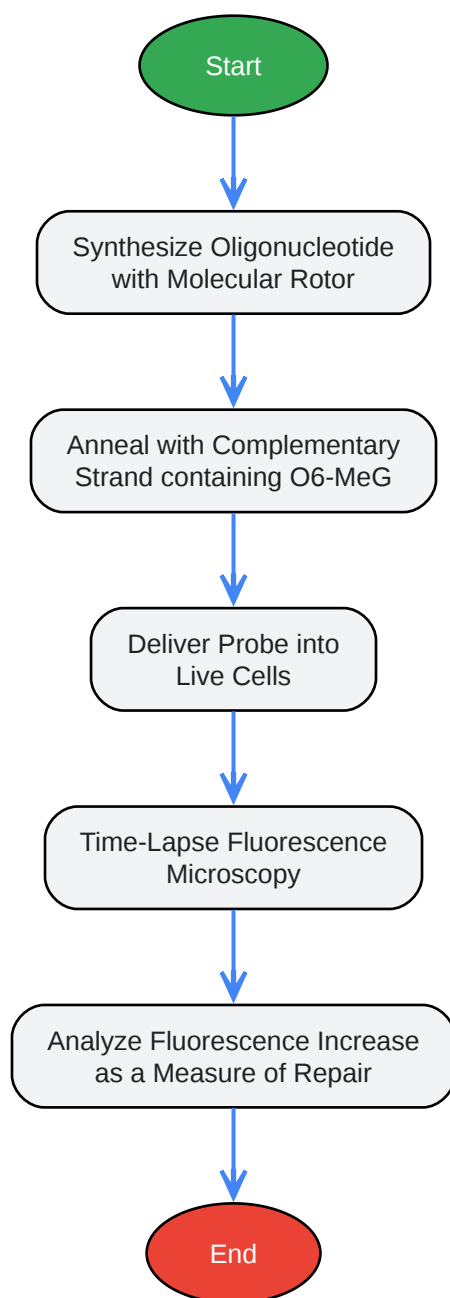 Start
Synthesize Oligonucleotide
with Molecular Rotor
Anneal with Complementary
Strand containing O6-MeG
Deliver Probe into
Live Cells
Time-Lapse Fluorescence
Microscopy
Analyze Fluorescence Increase
as a Measure of Repair
End